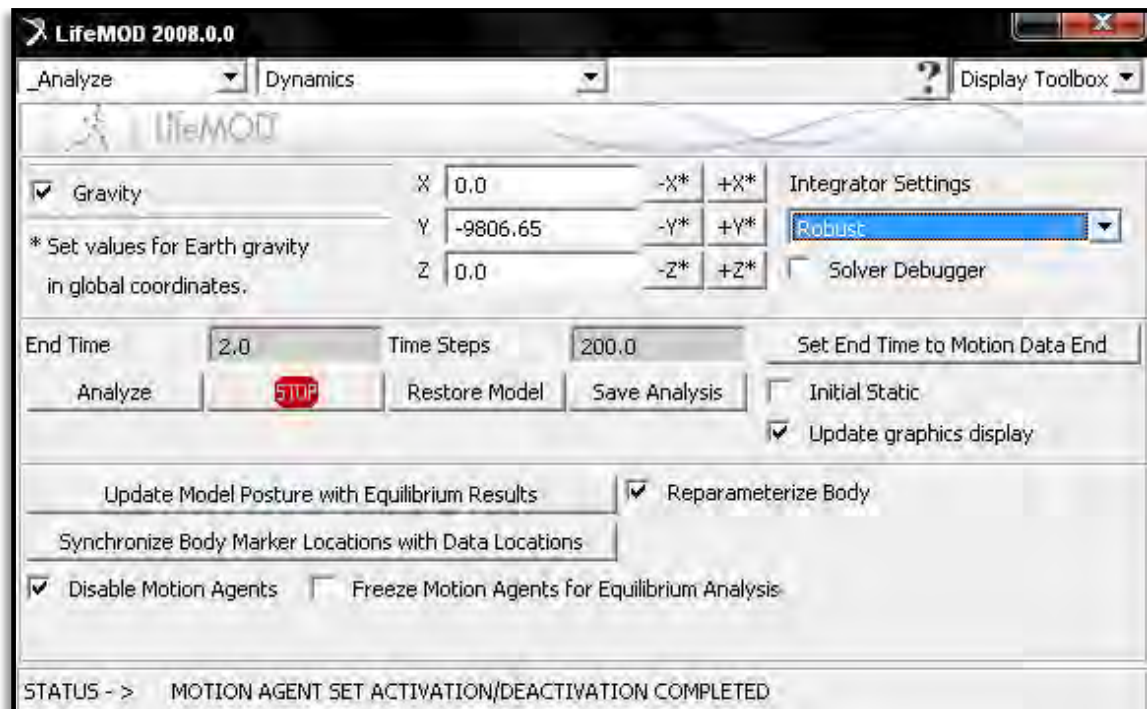 LifeMOD 2008.0.0
_Analyze Dynamics ? Display Toolbox
LifeMOD
Gravity X 0.0 -X* +X* Integrator Settings
Y -9806.65 -Y* +Y* Robust
* Set values for Earth gravity
in global coordinates. Z 0.0 -Z* +Z* Solver Debugger
End Time 2.0 Time Steps 200.0 Set End Time to Motion Data End
Analyze STOP Restore Model Save Analysis Initial Static
Update graphics display
Update Model Posture with Equilibrium Results Reparameterize Body
Synchronize Body Marker Locations with Data Locations
Disable Motion Agents Freeze Motion Agents for Equilibrium Analysis
STATUS - > MOTION AGENT SET ACTIVATION/DEACTIVATION COMPLETED